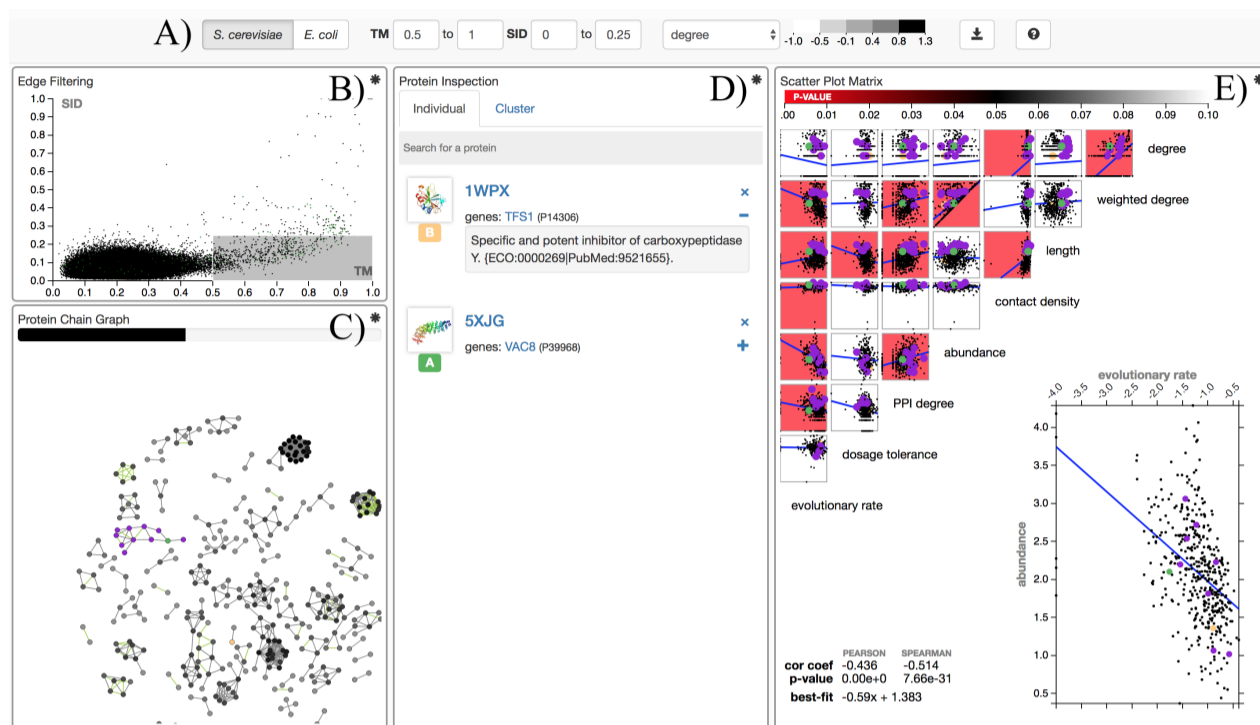 A) S. cerevisiae E. coli TM 0.5 to 1 SID 0 to 0.25 degree
-1.0 -0.5 -0.1 0.4 0.8 1.3
Edge Filtering B)
SID
1.0
0.9
0.8
0.7
0.6
0.5
0.4
0.3
0.2
0.1
0.0
TM
0.0 0.1 0.2 0.3 0.4 0.5 0.6 0.7 0.8 0.9 1.0
Protein Chain Graph C)
Protein Inspection D)
Individual Cluster
Search for a protein
1WPX ×
genes: TFS1 (P14306)
B
Specific and potent inhibitor of carboxypeptidase
Y. {ECO:0000269|PubMed:9521655}.
5XJG ×
genes: VAC8 (P39968)
A
Scatter Plot Matrix E)
P-VALUE
.00 0.01 0.02 0.03 0.04 0.05 0.06 0.07 0.08 0.09 0.10
degree
weighted degree
length
contact density
abundance
PPI degree
dosage tolerance
evolutionary rate
evolutionary rate
-4.0 -3.5 -3.0 -2.5 -2.0 -1.5 -1.0 -0.5
abundance
4.0
3.5
3.0
2.5
2.0
1.5
1.0
0.5
PEARSON SPEARMAN
cor coef -0.436 -0.514
p-value 0.00e+0 7.66e-31
best-fit -0.59x + 1.383